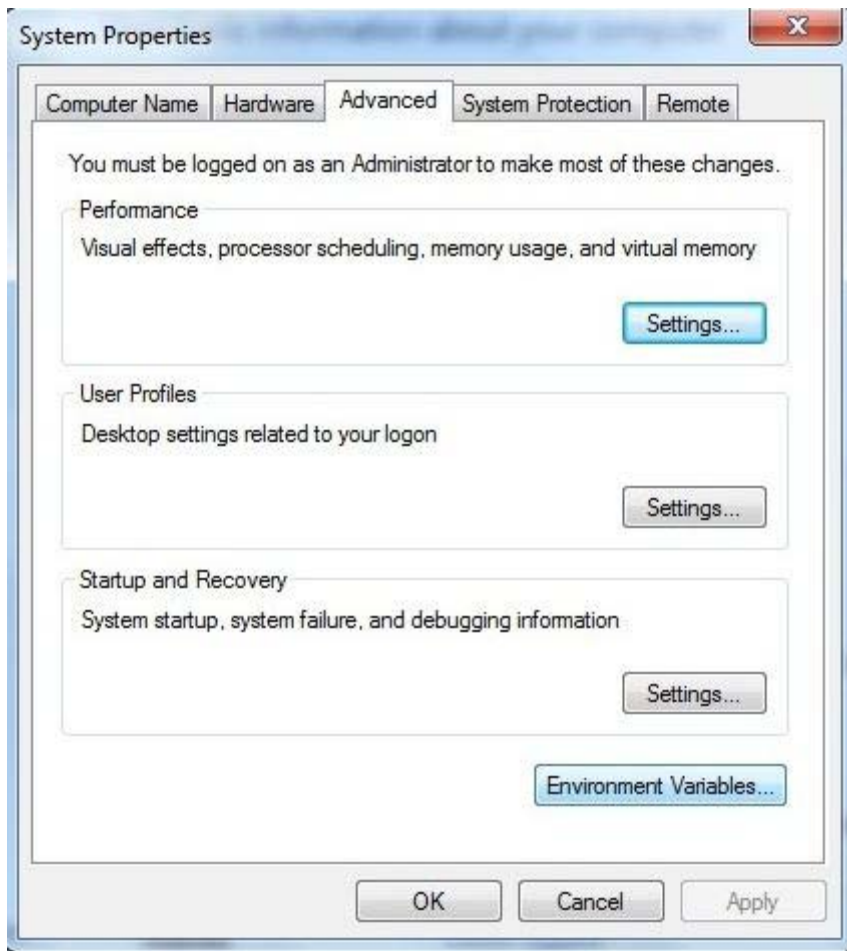 System Properties
Computer Name Hardware Advanced System Protection Remote
You must be logged on as an Administrator to make most of these changes.
Performance
Visual effects, processor scheduling, memory usage, and virtual memory
Settings...
User Profiles
Desktop settings related to your logon
Settings...
Startup and Recovery
System startup, system failure, and debugging information
Settings...
Environment Variables...
OK Cancel Apply